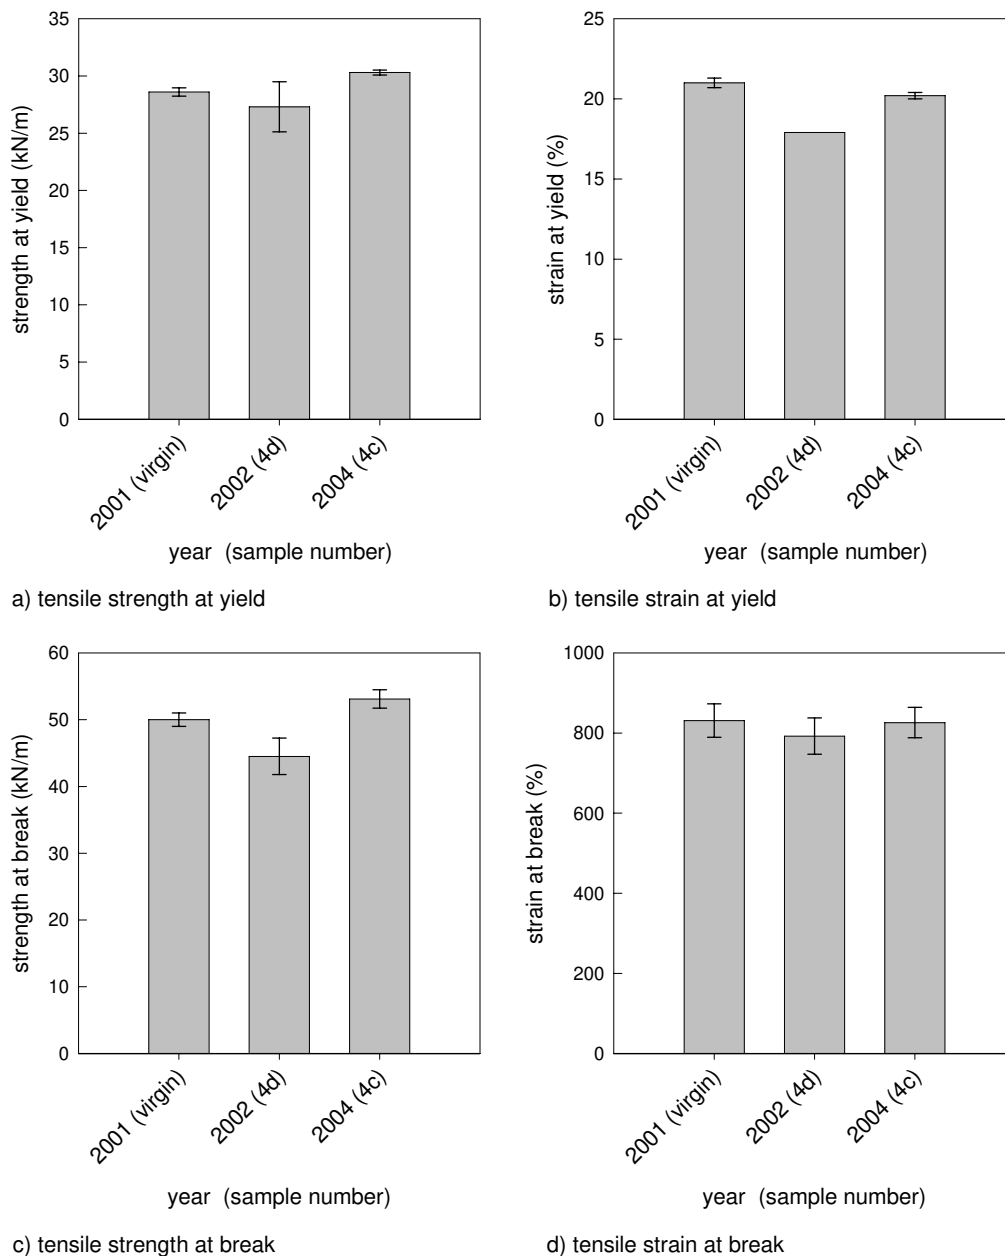 35
30
25
20
15
10
5
0
strength at yield (kN/m)
2001 (virgin)
2002 (4d)
2004 (4c)
year (sample number)
a) tensile strength at yield
25
20
15
10
5
0
strain at yield (%)
2001 (virgin)
2002 (4d)
2004 (4c)
year (sample number)
b) tensile strain at yield
60
50
40
30
20
10
0
strength at break (kN/m)
2001 (virgin)
2002 (4d)
2004 (4c)
year (sample number)
c) tensile strength at break
1000
800
600
400
200
0
strain at break (%)
2001 (virgin)
2002 (4d)
2004 (4c)
year (sample number)
d) tensile strain at break